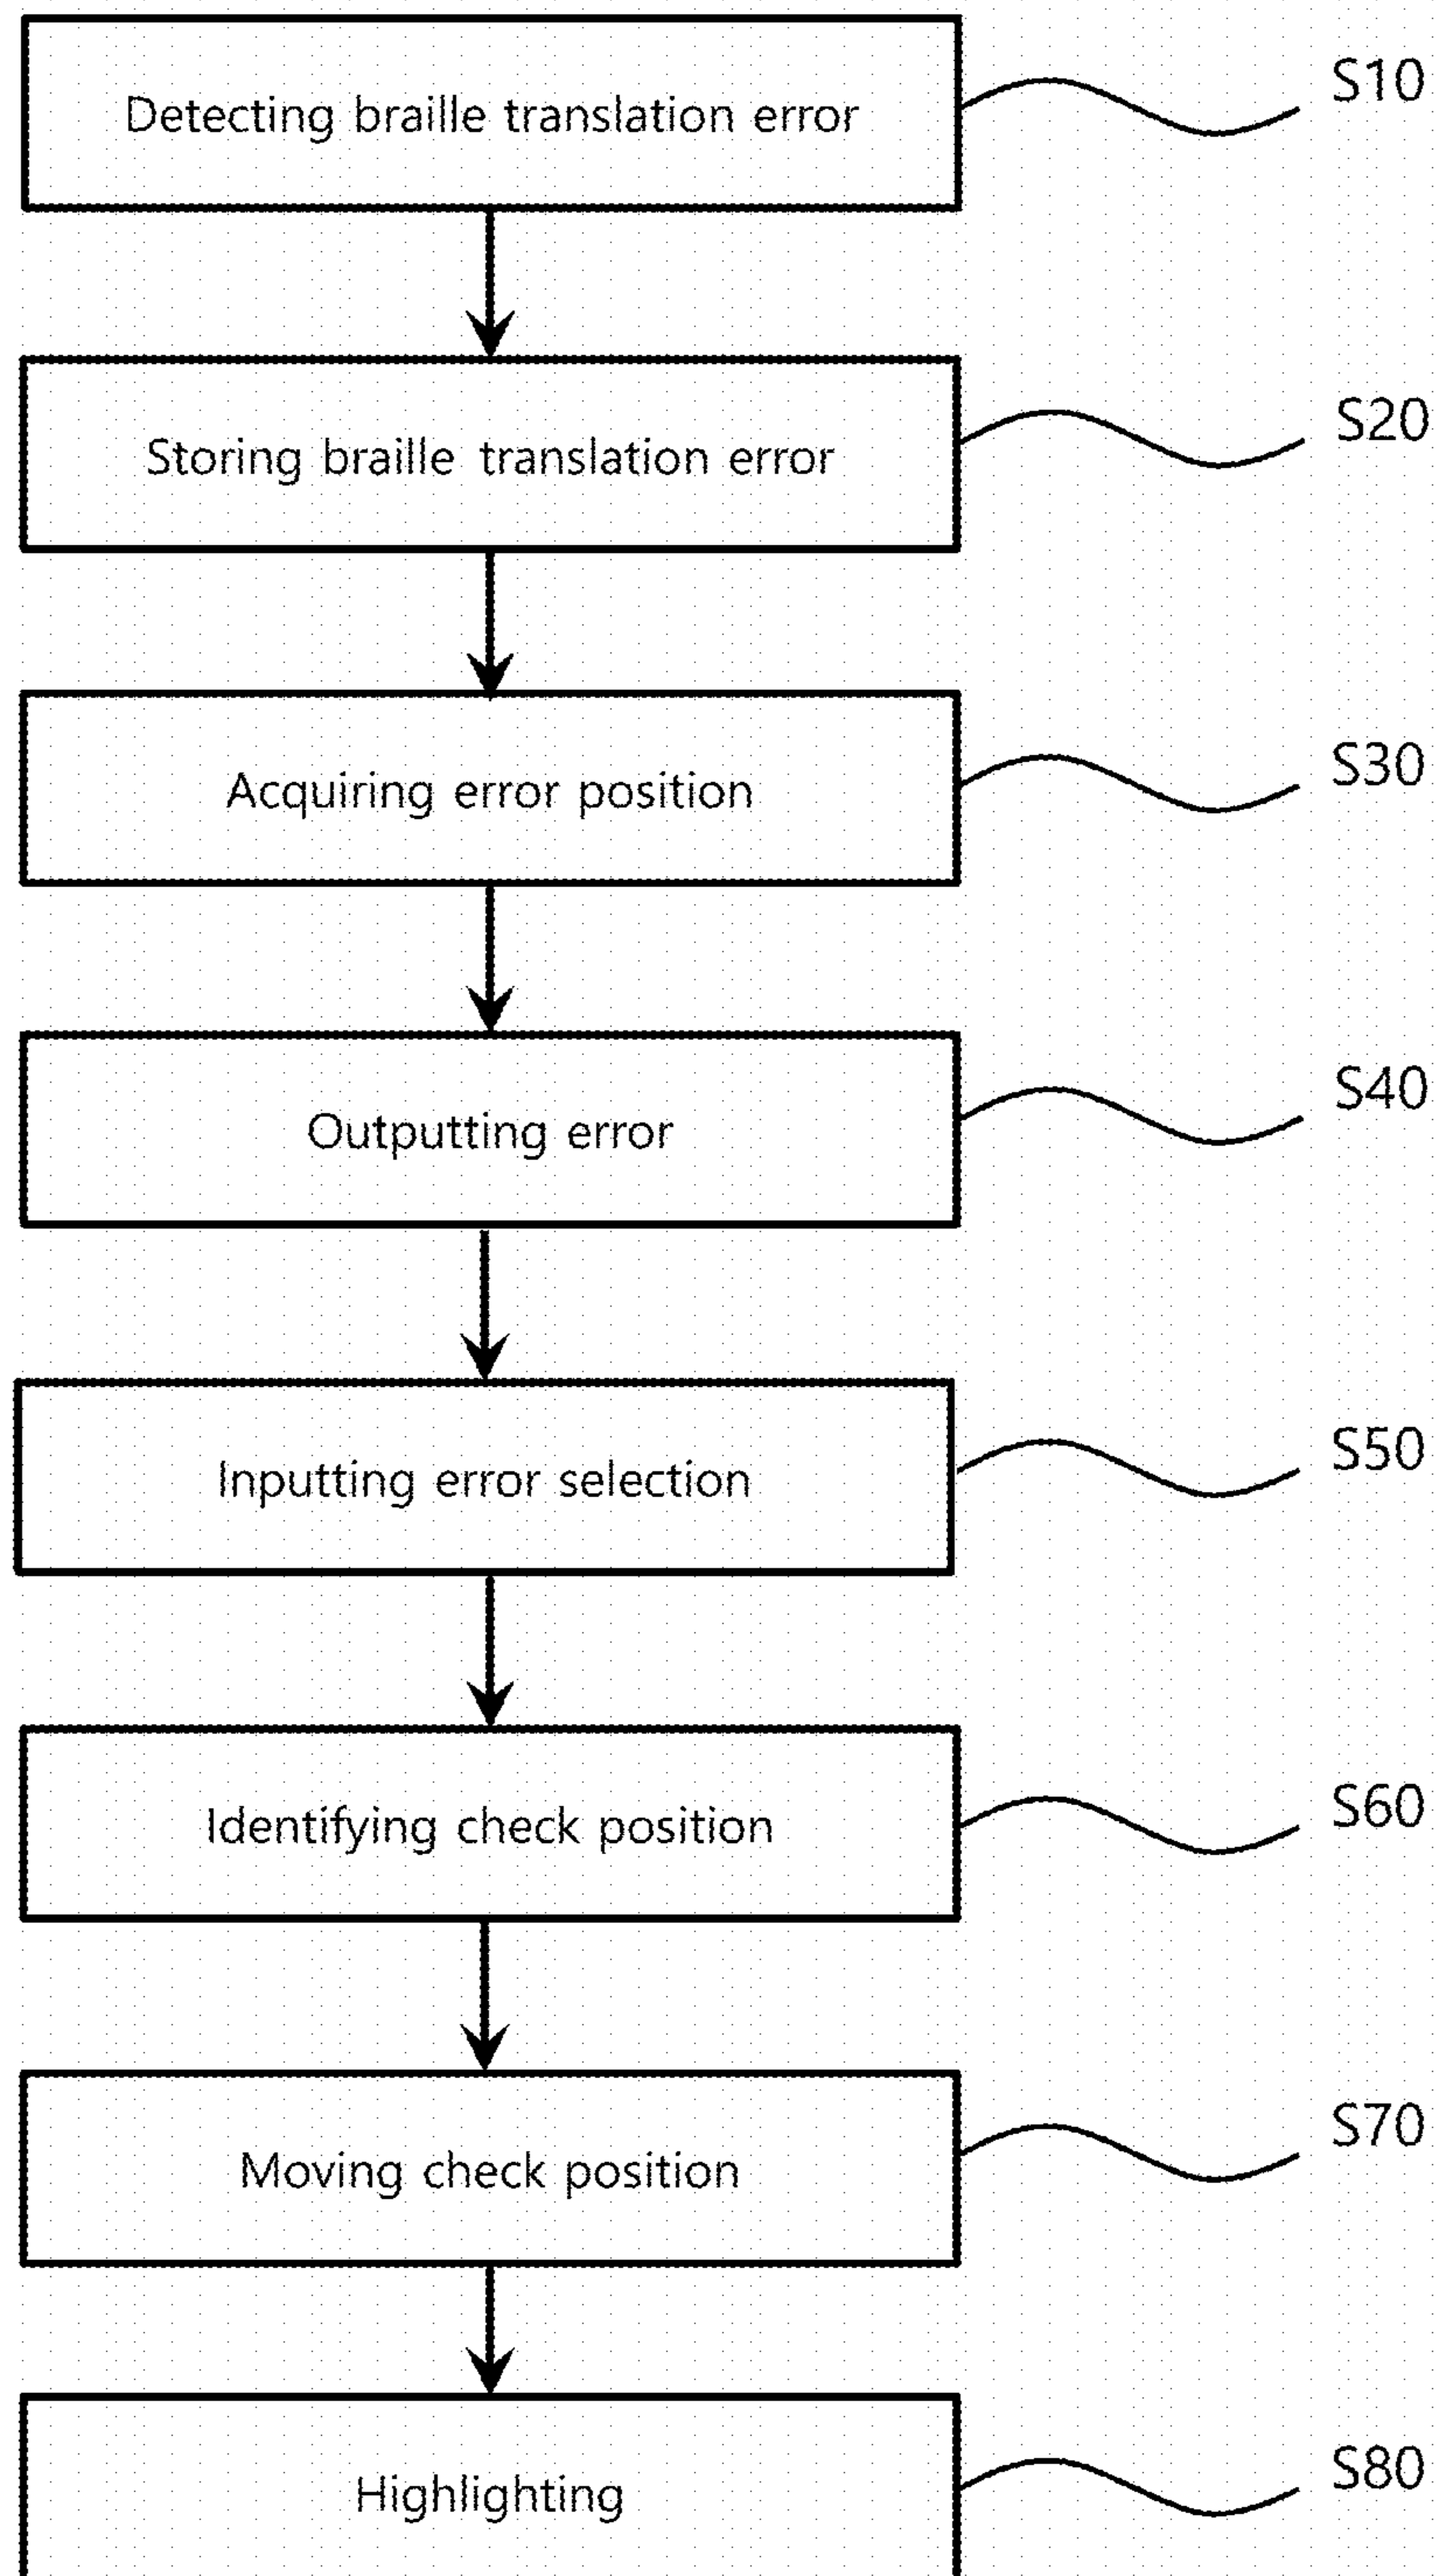 Detecting braille translation error
S10
Storing braille translation error
S20
Acquiring error position
S30
Outputting error
S40
Inputting error selection
S50
Identifying check position
S60
Moving check position
S70
Highlighting
S80